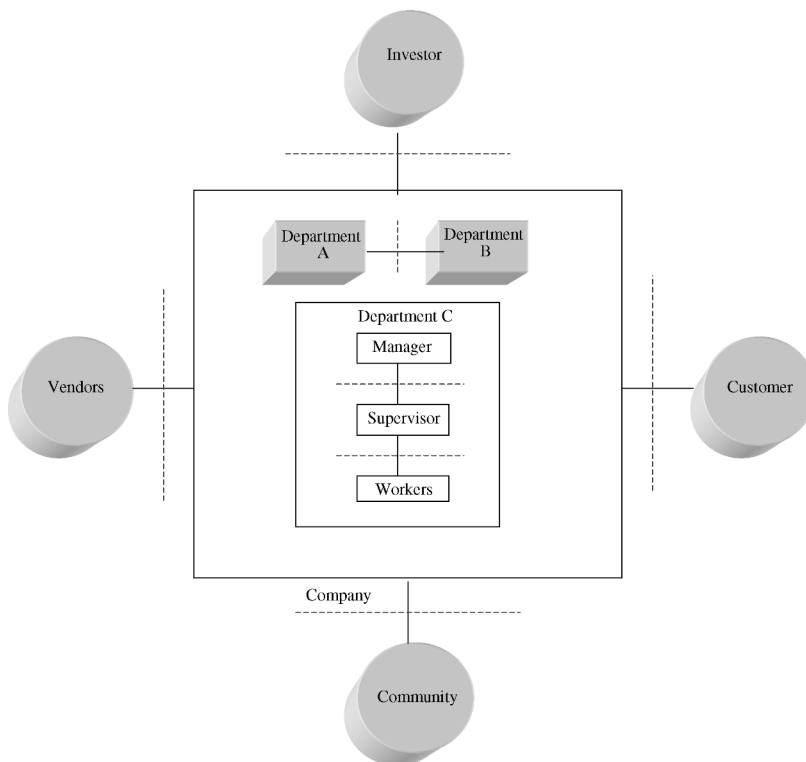 Investor
Department
A
Department
B
Department C
Manager
Vendors
Customer
Supervisor
Workers
Company
Community